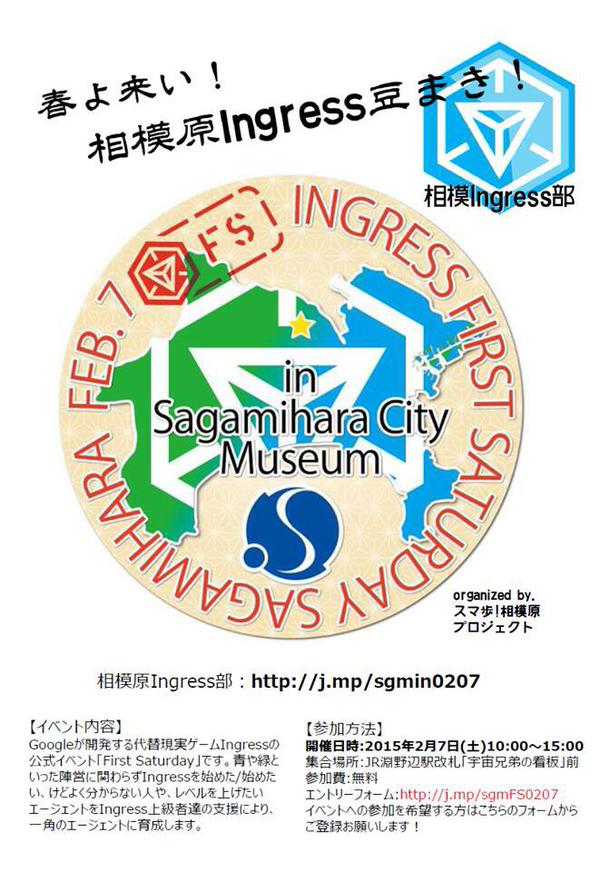 春よ来い！
相模原Ingress豆まき！
相模Ingress部
FS
INGRESS FIRST SATURDAY SAGAMIHARA FEB. 7
in
Sagamihara City
Museum
S
organized by.
スマ歩!相模原
プロジェクト
相模原Ingress部：http://j.mp/sgmin0207
【イベント内容】
Googleが開発する代替現実ゲームIngressの
公式イベント「First Saturday」です。青や緑と
いった陣営に関わらずIngressを始めた/始めた
い、けどよく分からない人や、レベルを上げたい
エージェントをIngress上級者達の支援により、
一角のエージェントに育成します。
【参加方法】
開催日時:2015年2月7日(土)10:00～15:00
集合場所:JR淵野辺駅改札「宇宙兄弟の看板」前
参加費:無料
エントリーフォーム:http://j.mp/sgmFS0207
イベントへの参加を希望する方はこちらのフォームから
ご登録お願いします！